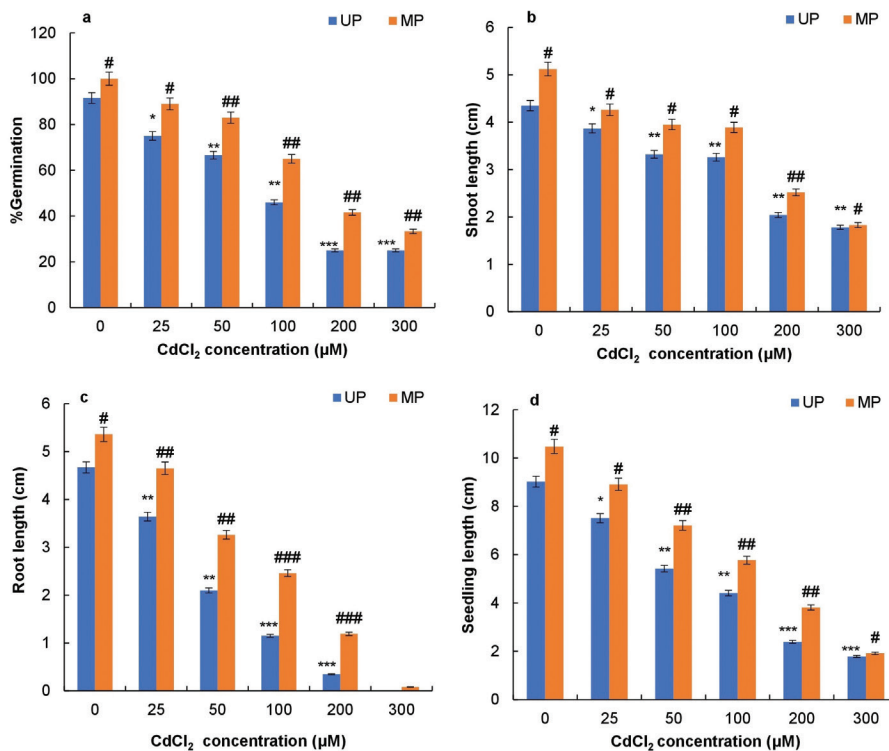 a
UP MP
%Germination
120
100
80
60
40
20
0
# * # ** ## ** ## *** ## *** ##
0 25 50 100 200 300
CdCl₂ concentration (µM)
b
UP MP
Shoot length (cm)
6
5
4
3
2
1
0
# * # ** # ** # ** ## ** #
0 25 50 100 200 300
CdCl₂ concentration (µM)
c
UP MP
Root length (cm)
6
5
4
3
2
1
0
# ** ## ** ## *** ### *** ###
0 25 50 100 200 300
CdCl₂ concentration (µM)
d
UP MP
Seedling length (cm)
12
10
8
6
4
2
0
# * # ** ## ** ## *** ## *** #
0 25 50 100 200 300
CdCl₂ concentration (µM)